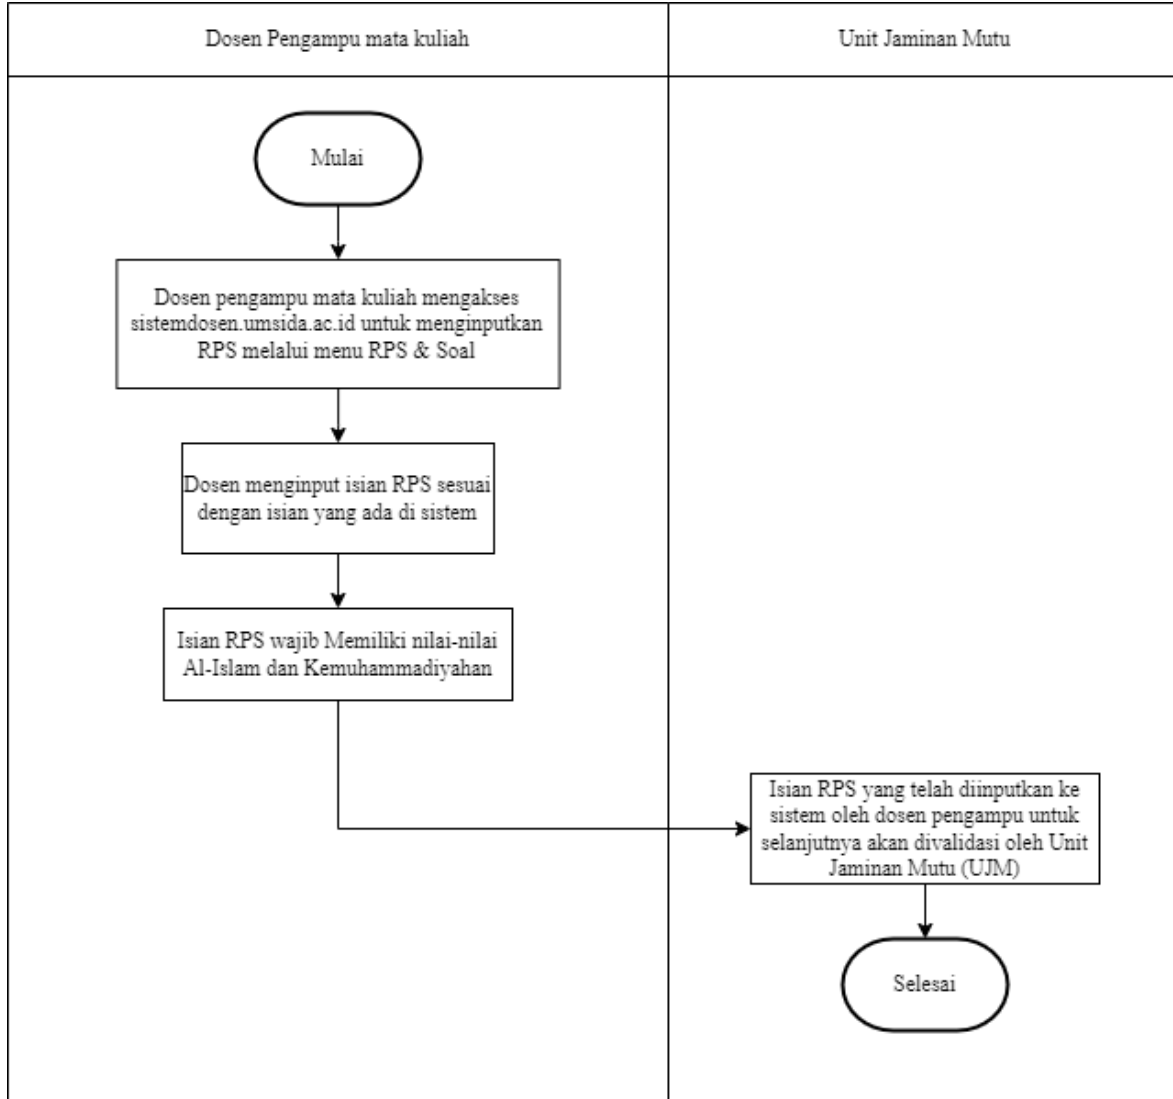 Dosen Pengampu mata kuliah
Unit Jaminan Mutu
Mulai
Dosen pengampu mata kuliah mengakses
sistemdosen.umsida.ac.id untuk menginputkan
RPS melalui menu RPS & Soal
Dosen menginput isian RPS sesuai
dengan isian yang ada di sistem
Isian RPS wajib Memiliki nilai-nilai
Al-Islam dan Kemuhammadiyahan
Isian RPS yang telah diinputkan ke
sistem oleh dosen pengampu untuk
selanjutnya akan divalidasi oleh Unit
Jaminan Mutu (UJM)
Selesai